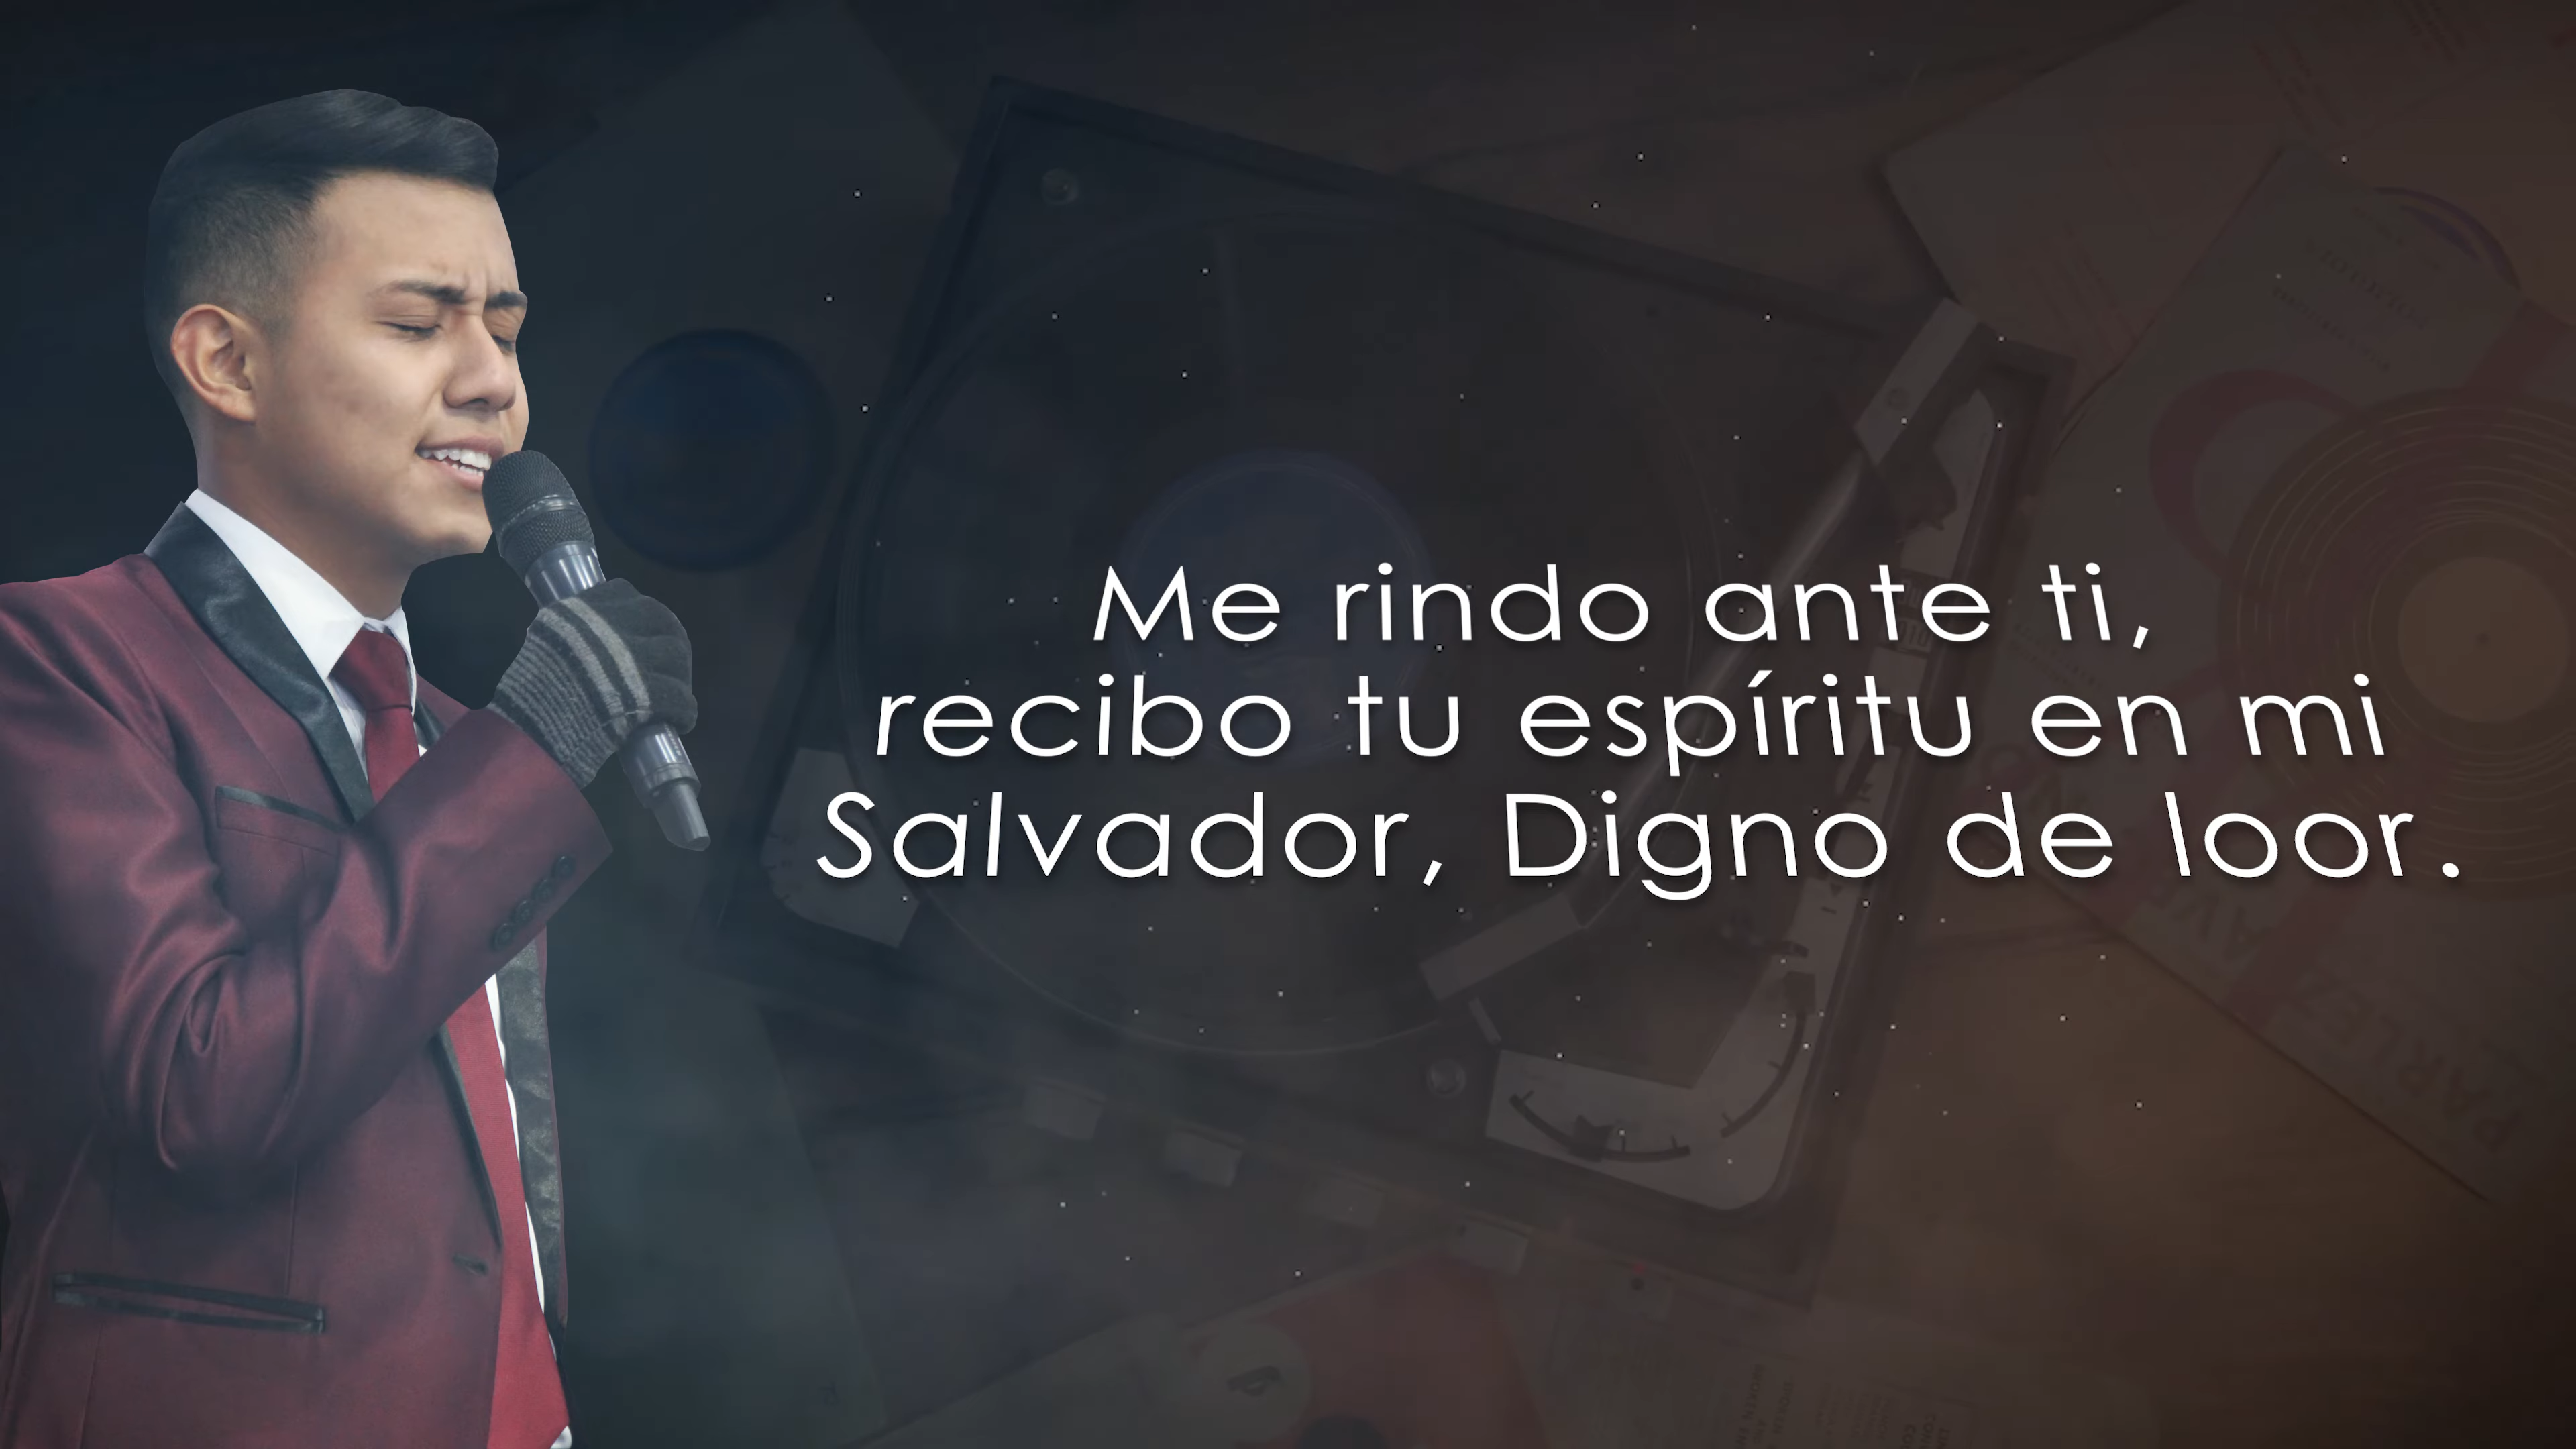 Me rindo ante ti,
recibo tu espíritu en mi
Salvador, Digno de loor.